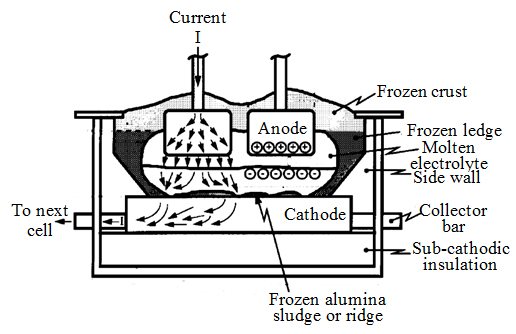 Current
I
Frozen crust
Anode
Frozen ledge
Molten
electrolyte
Side wall
To next
cell
I
Cathode
Collector
bar
Sub-cathodic
insulation
Frozen alumina
sludge or ridge